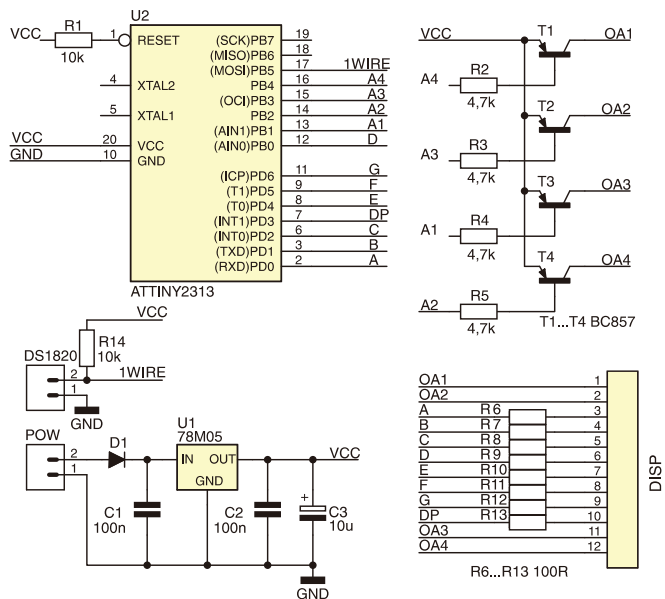 U2
VCC R1 1 RESET (SCK)PB7 19
10k (MISO)PB6 18
(MOSI)PB5 17 1WIRE
4 XTAL2 PB4 16 A4
(OCI)PB3 15 A3
5 XTAL1 PB2 14 A2
(AIN1)PB1 13 A1
VCC 20 VCC (AIN0)PB0 12 D
GND 10 GND
(ICP)PD6 11 G
(T1)PD5 9 F
(T0)PD4 8 E
(INT1)PD3 7 DP
(INT0)PD2 6 C
(TXD)PD1 3 B
(RXD)PD0 2 A
ATTINY2313
VCC T1 OA1
A4 R2
4,7k
T2 OA2
A3 R3
4,7k
T3 OA3
A1 R4
4,7k
T4 OA4
A2 R5
4,7k
T1...T4 BC857
VCC
R14
10k
DS1820
2 1WIRE
1
GND
POW
2 D1
1
U1
78M05
IN OUT VCC
GND
C1
100n
C2
100n
+ C3
10u
GND
OA1 1
OA2 2
A R6 3
B R7 4
C R8 5
D R9 6
E R10 7
F R11 8
G R12 9
DP R13 10
OA3 11
OA4 12
DISP
R6...R13 100R